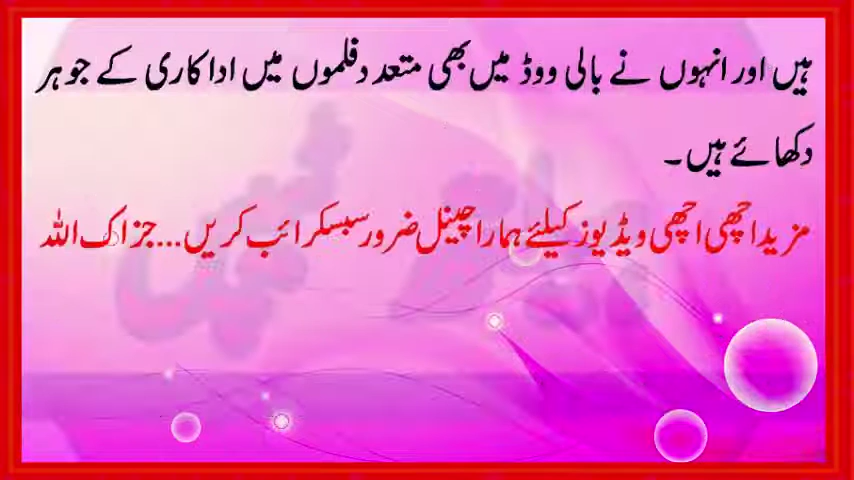 ہیں اور انہوں نے بالی ووڈ میں بھی متعدد فلموں میں اداکاری کے جوہر
دکھائے ہیں۔
مزید اچھی اچھی ویڈیوز کیلئے ہمارا چینل ضرور سبسکرائب کریں...جزاک اللہ